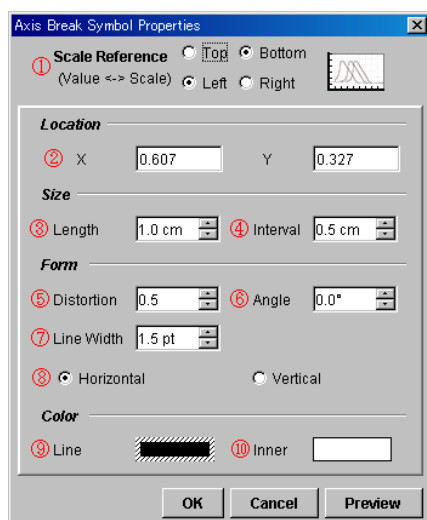 Axis Break Symbol Properties
① Scale Reference Top Bottom
(Value <-> Scale) Left Right
Location
② X 0.607 Y 0.327
Size
③ Length 1.0 cm ④ Interval 0.5 cm
Form
⑤ Distortion 0.5 ⑥ Angle 0.0°
⑦ Line Width 1.5 pt
⑧ Horizontal Vertical
Color
⑨ Line ⑩ Inner
OK Cancel Preview